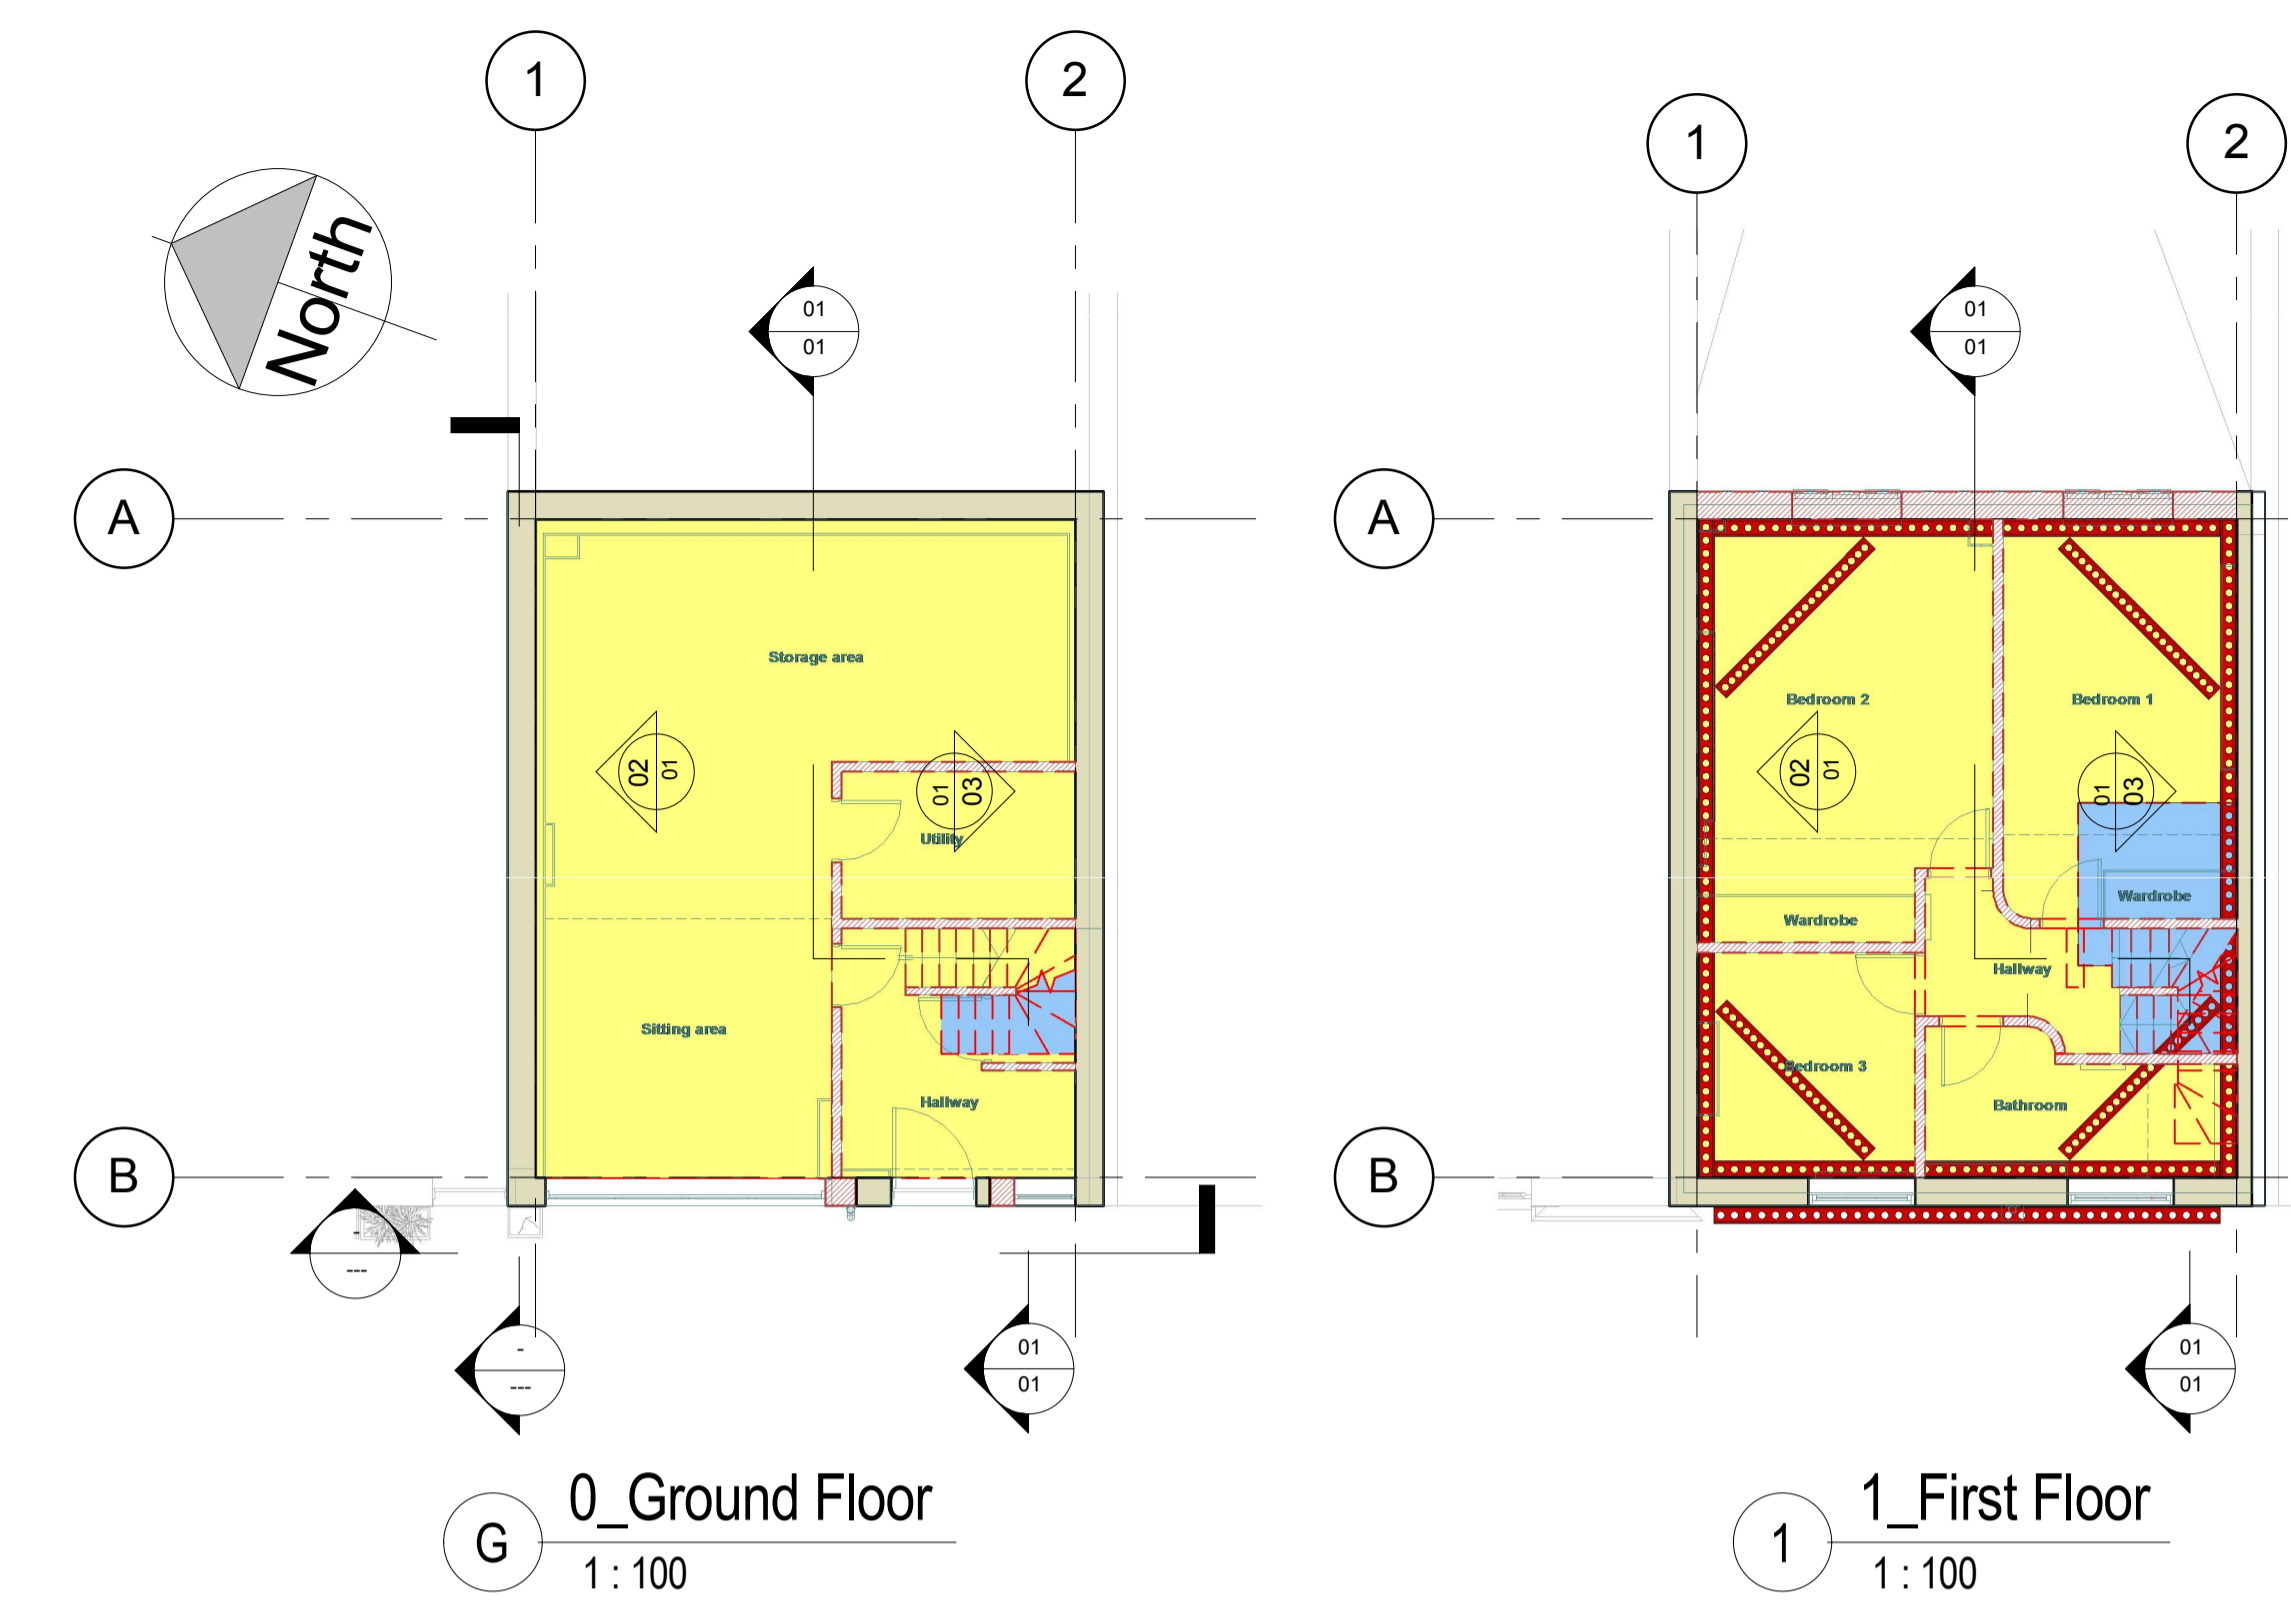 1
2
1
2
North
01
01
01
01
A
A
Storage area
Bedroom 2
Bedroom 1
02
01
01
03
02
01
01
03
Utility
Wardrobe
Wardrobe
Hallway
Sitting area
Bedroom 3
Hallway
Bathroom
B
B
-
---
-
---
01
01
01
01
0_Ground Floor
G
1 : 100
1_First Floor
1
1 : 100